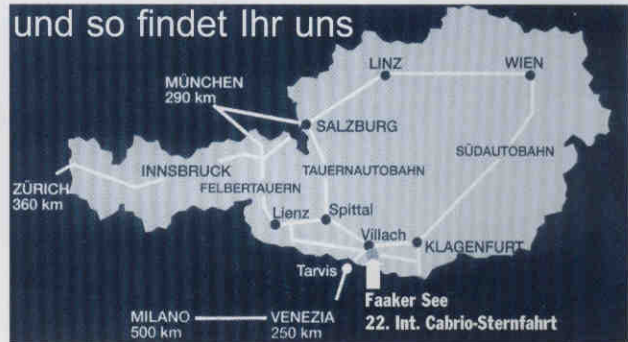 und so findet Ihr uns
LINZ
WIEN
MÜNCHEN
290 km
SALZBURG
INNSBRUCK
TAUERNAUTOBAHN
SÜDAUTOBAHN
ZÜRICH
360 km
FELBERTAUERN
Lienz
Spittal
Villach
KLAGENFURT
Tarvis
Faaker See
22. Int. Cabrio-Sternfahrt
MILANO
500 km
VENEZIA
250 km